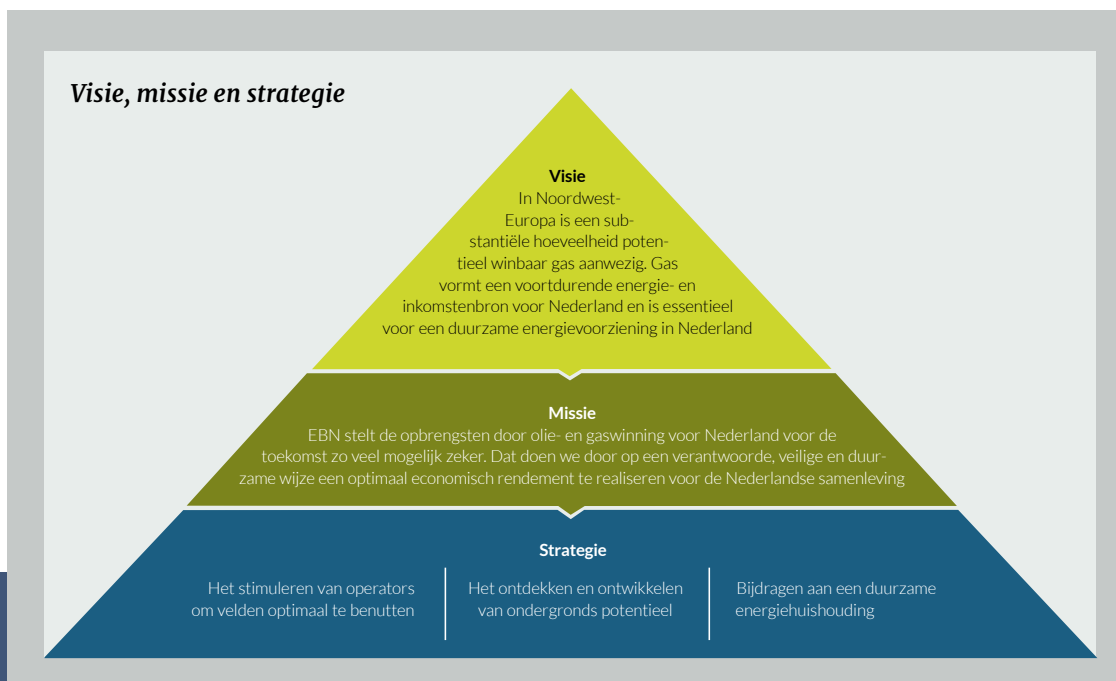 Visie, missie en strategie
Visie
In Noordwest-
Europa is een sub-
stantiële hoeveelheid poten-
tieel winbaar gas aanwezig. Gas
vormt een voortdurende energie- en
inkomstenbron voor Nederland en is essentieel
voor een duurzame energievoorziening in Nederland
Missie
EBN stelt de opbrengsten door olie- en gaswinning voor Nederland voor de
toekomst zo veel mogelijk zeker. Dat doen we door op een verantwoorde, veilige en duur-
zame wijze een optimaal economisch rendement te realiseren voor de Nederlandse samenleving
Strategie
Het stimuleren van operators
om velden optimaal te benutten
Het ontdekken en ontwikkelen
van ondergronds potentieel
Bijdragen aan een duurzame
energiehuishouding